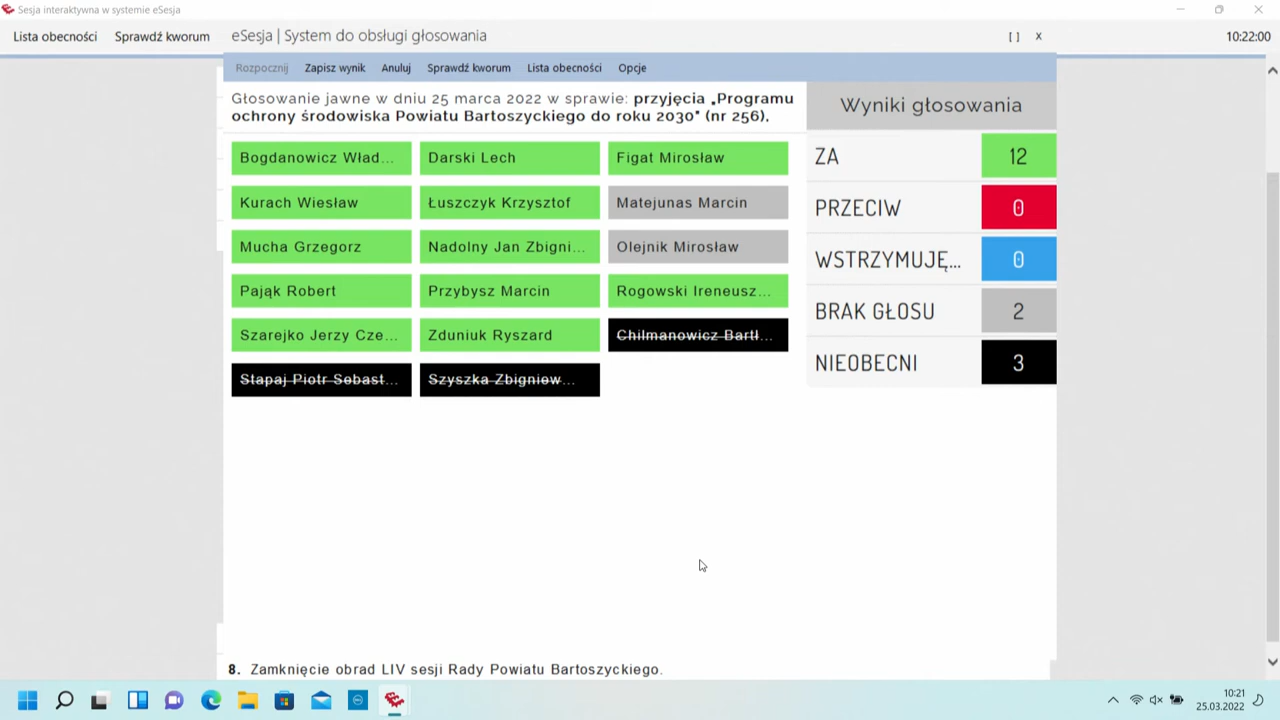 Sesja interaktywna w systemie eSesja
Lista obecności Sprawdź kworum
eSesja | System do obsługi głosowania
[ ] x
10:22:00
Rozpocznij Zapisz wynik Anuluj Sprawdź kworum Lista obecności Opcje
Głosowanie jawne w dniu 25 marca 2022 w sprawie: przyjęcia „Programu
ochrony środowiska Powiatu Bartoszyckiego do roku 2030" (nr 256).
Bogdanowicz Wład... Darski Lech Figat Mirosław
Kurach Wiesław Łuszczyk Krzysztof Matejunas Marcin
Mucha Grzegorz Nadolny Jan Zbigni... Olejnik Mirosław
Pająk Robert Przybysz Marcin Rogowski Ireneusz...
Szarejko Jerzy Cze... Zduniuk Ryszard Chilmanowicz Bartł...
Stapaj Piotr Sebast... Szyszka Zbigniew...
Wyniki głosowania
ZA 12
PRZECIW 0
WSTRZYMUJĘ... 0
BRAK GŁOSU 2
NIEOBECNI 3
8. Zamknięcie obrad LIV sesji Rady Powiatu Bartoszyckiego.
10:21
25.03.2022